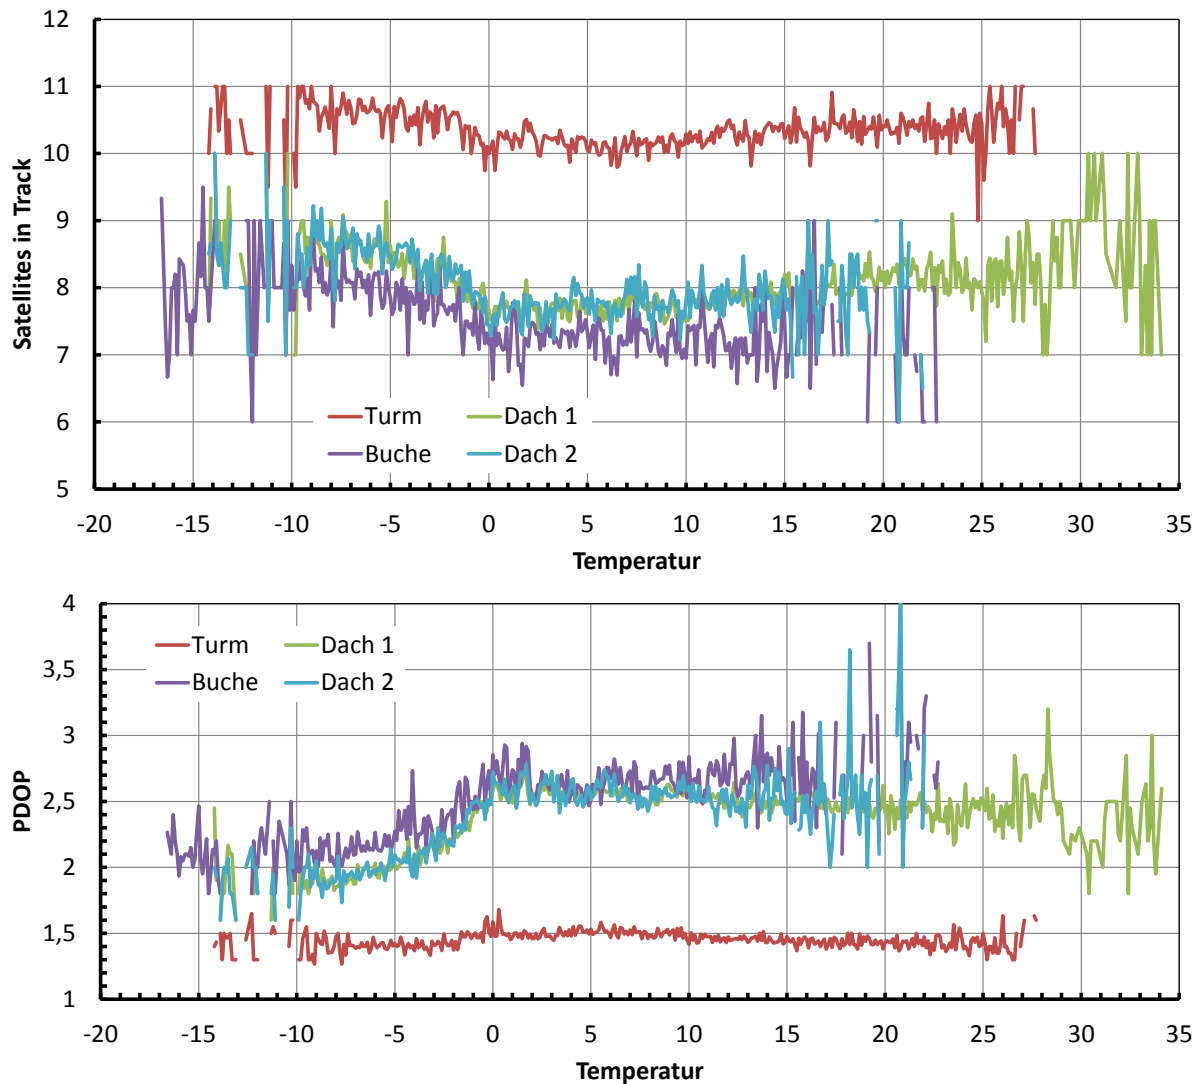 12
11
10
9
8
7
6
5
Satellites in Track
Turm
Dach 1
Buche
Dach 2
-20 -15 -10 -5 0 5 10 15 20 25 30 35
Temperatur
4
3,5
3
2,5
2
1,5
1
PDOP
Turm
Dach 1
Buche
Dach 2
-20 -15 -10 -5 0 5 10 15 20 25 30 35
Temperatur